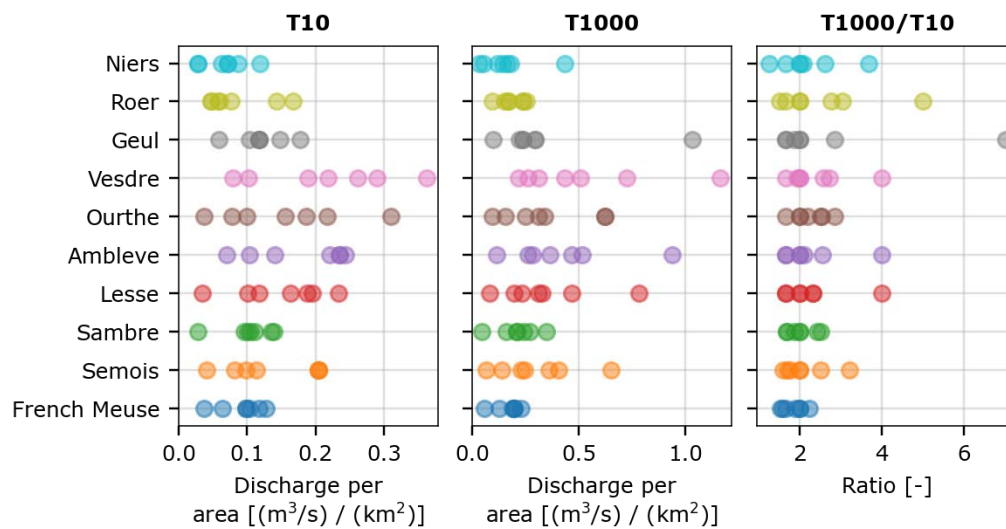 T10
T1000
T1000/T10
Niers
Roer
Geul
Vesdre
Ourthe
Ambleve
Lesse
Sambre
Semois
French Meuse
0.0 0.1 0.2 0.3
0.0 0.5 1.0
2 4 6
Discharge per
area [(m³/s) / (km²)]
Discharge per
area [(m³/s) / (km²)]
Ratio [-]